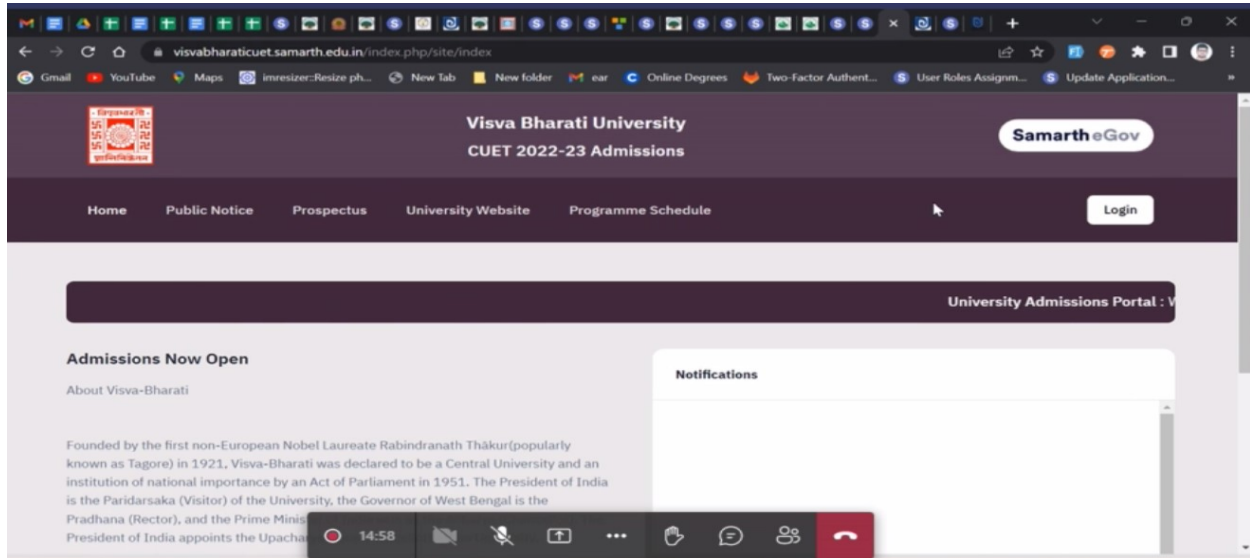 visvabharaticuet.samarth.edu.in/index.php/site/index
Gmail YouTube Maps imresizer::Resize ph... New Tab New folder ear Online Degrees Two-Factor Authent... User Roles Assignm... Update Application... »
Visva Bharati University
CUET 2022-23 Admissions
Samarth eGov
Home Public Notice Prospectus University Website Programme Schedule Login
University Admissions Portal : W
Admissions Now Open
About Visva-Bharati
Notifications
Founded by the first non-European Nobel Laureate Rabindranath Thākur(popularly
known as Tagore) in 1921, Visva-Bharati was declared to be a Central University and an
institution of national importance by an Act of Parliament in 1951. The President of India
is the Paridarsaka (Visitor) of the University, the Governor of West Bengal is the
Pradhana (Rector), and the Prime Minis
President of India appoints the Upachar
14:58